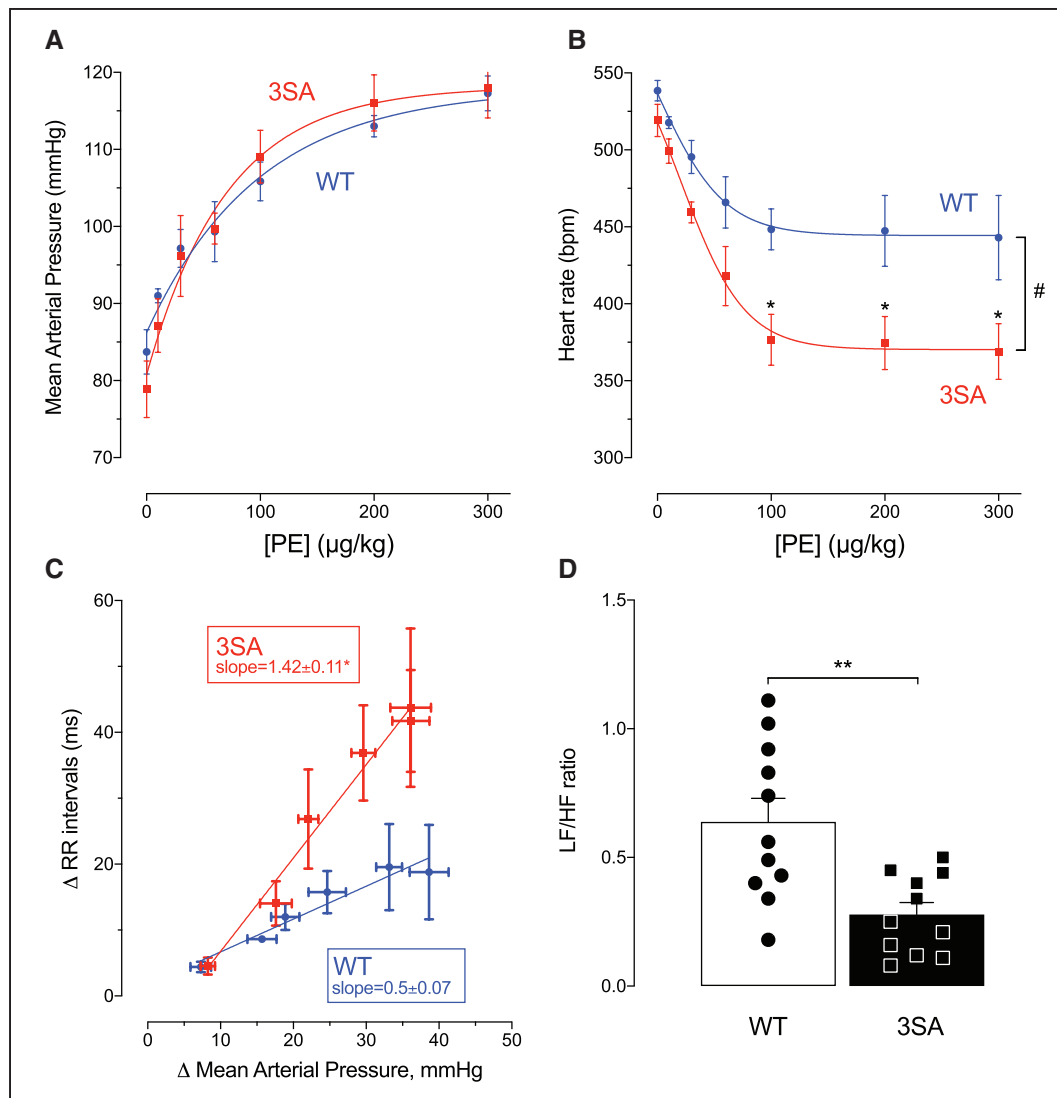 A
120
110
100
90
80
70
Mean Arterial Pressure (mmHg)
3SA
WT
0
100
200
300
[PE] (µg/kg)
B
550
500
450
400
350
300
Heart rate (bpm)
WT
*
*
*
#
3SA
0
100
200
300
[PE] (µg/kg)
C
60
40
20
0
Δ RR intervals (ms)
3SA
slope=1.42±0.11*
WT
slope=0.5±0.07
0
10
20
30
40
50
Δ Mean Arterial Pressure, mmHg
D
1.5
1.0
0.5
0.0
LF/HF ratio
**
WT
3SA